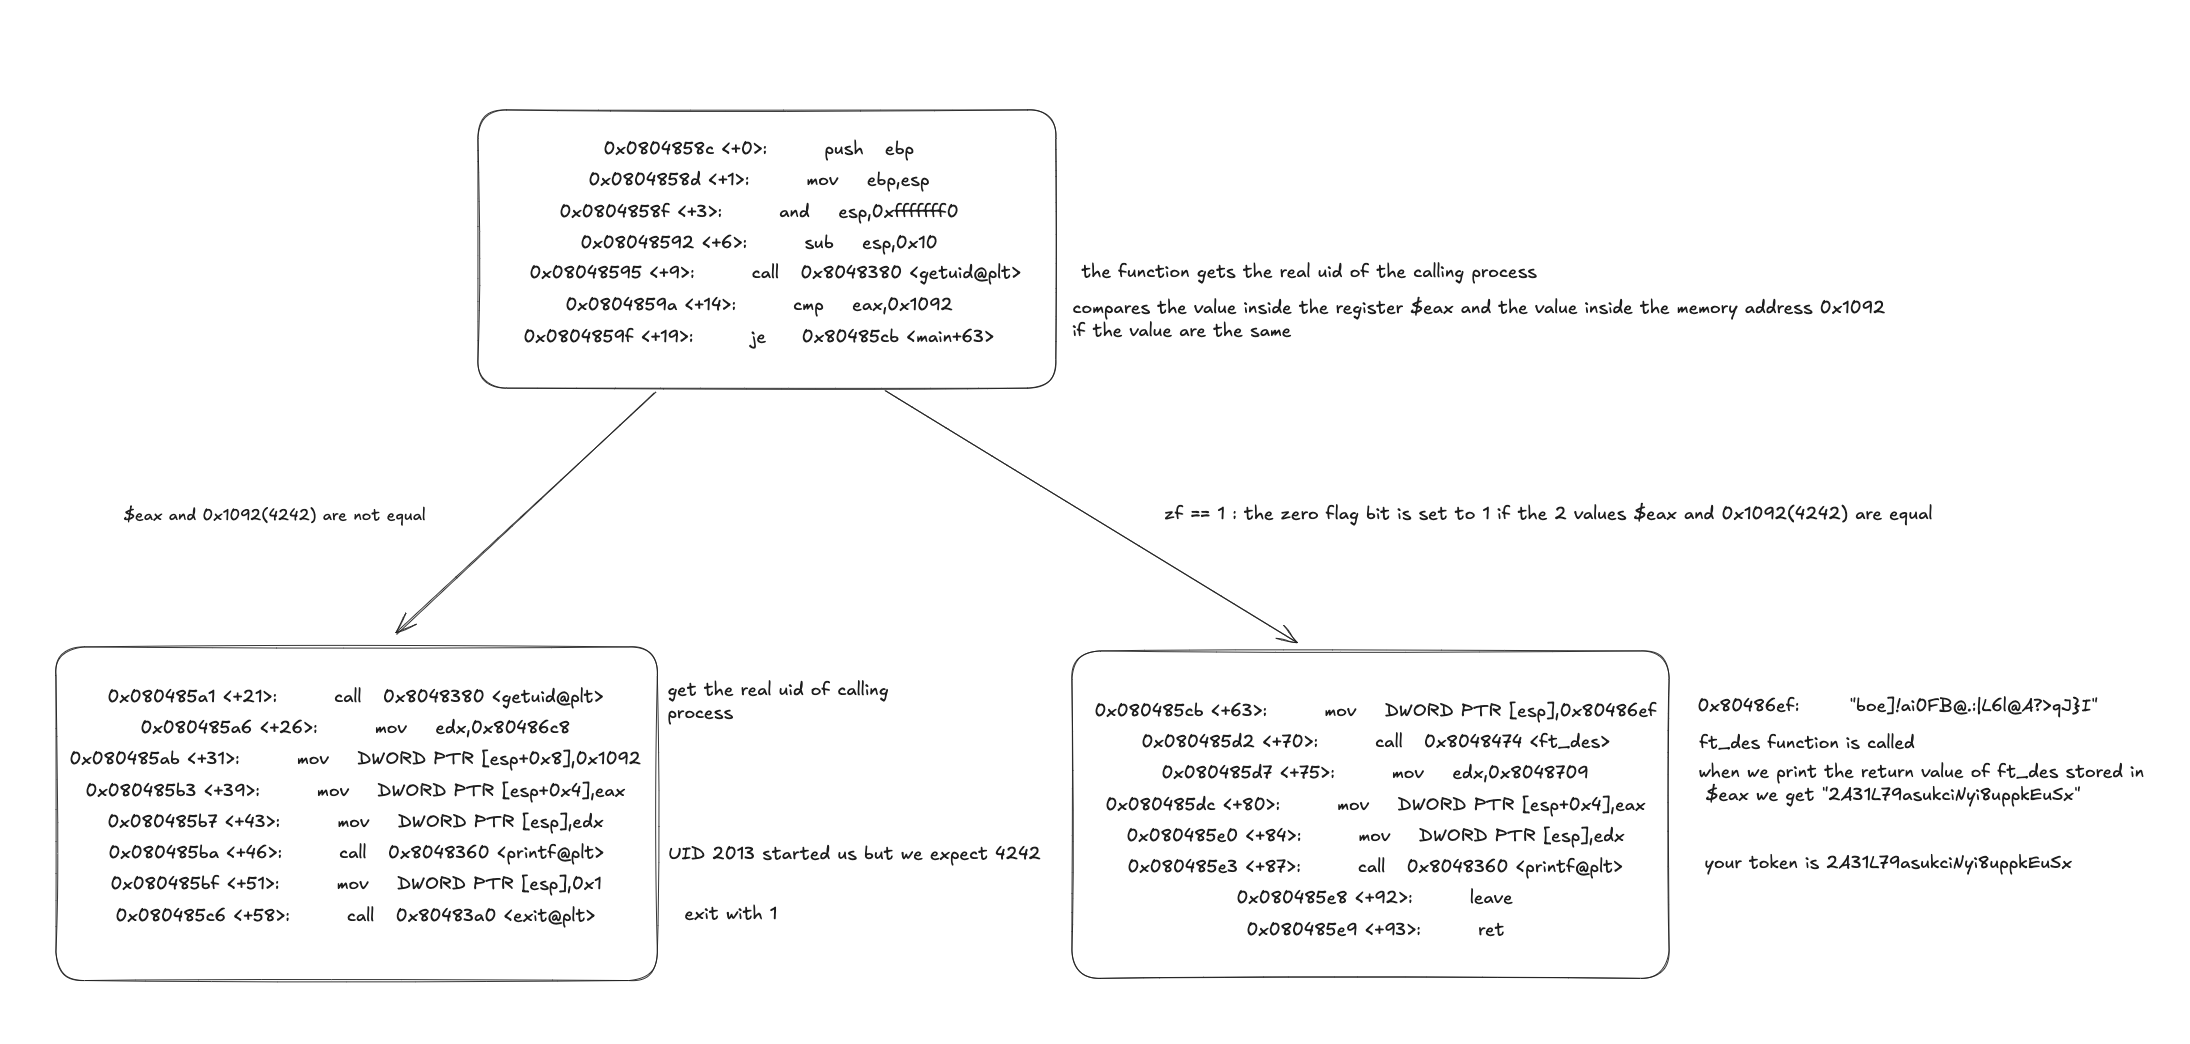 0x0804858c <+0>: push ebp
0x0804858d <+1>: mov ebp,esp
0x0804858f <+3>: and esp,0xfffffff0
0x08048592 <+6>: sub esp,0x10
0x08048595 <+9>: call 0x8048380 <getuid@plt>
the function gets the real uid of the calling process
0x0804859a <+14>: cmp eax,0x1092
compares the value inside the register $eax and the value inside the memory address 0x1092
if the value are the same
0x0804859f <+19>: je 0x80485cb <main+63>
$eax and 0x1092(4242) are not equal
zf == 1 : the zero flag bit is set to 1 if the 2 values $eax and 0x1092(4242) are equal
0x080485a1 <+21>: call 0x8048380 <getuid@plt>
0x080485a6 <+26>: mov edx,0x80486c8
0x080485ab <+31>: mov DWORD PTR [esp+0x8],0x1092
0x080485b3 <+39>: mov DWORD PTR [esp+0x4],eax
0x080485b7 <+43>: mov DWORD PTR [esp],edx
0x080485ba <+46>: call 0x8048360 <printf@plt>
0x080485bf <+51>: mov DWORD PTR [esp],0x1
0x080485c6 <+58>: call 0x80483a0 <exit@plt>
get the real uid of calling
process
UID 2013 started us but we expect 4242
exit with 1
0x080485cb <+63>: mov DWORD PTR [esp],0x80486ef
0x080485d2 <+70>: call 0x8048474 <ft_des>
0x080485d7 <+75>: mov edx,0x8048709
0x080485dc <+80>: mov DWORD PTR [esp+0x4],eax
0x080485e0 <+84>: mov DWORD PTR [esp],edx
0x080485e3 <+87>: call 0x8048360 <printf@plt>
0x080485e8 <+92>: leave
0x080485e9 <+93>: ret
0x80486ef: "boe]!ai0FB@.:|L6l@A?>qJ}I"
ft_des function is called
when we print the return value of ft_des stored in
$eax we get "2A31L79asukciNyi8uppkEuSx"
your token is 2A31L79asukciNyi8uppkEuSx